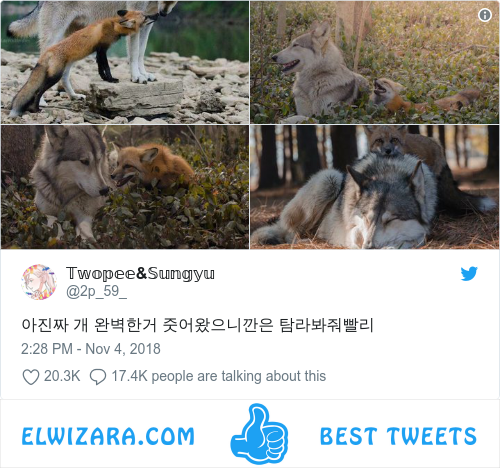 𝕋𝕨𝕠𝕡𝕖𝕖&𝕊𝕦𝕟𝕘𝕪𝕦
@2p_59_
아진짜 개 완벽한거 줏어왔으니깐은 탐라봐줘빨리
2:28 PM - Nov 4, 2018
20.3K 17.4K people are talking about this
ELWIZARA.COM BEST TWEETS